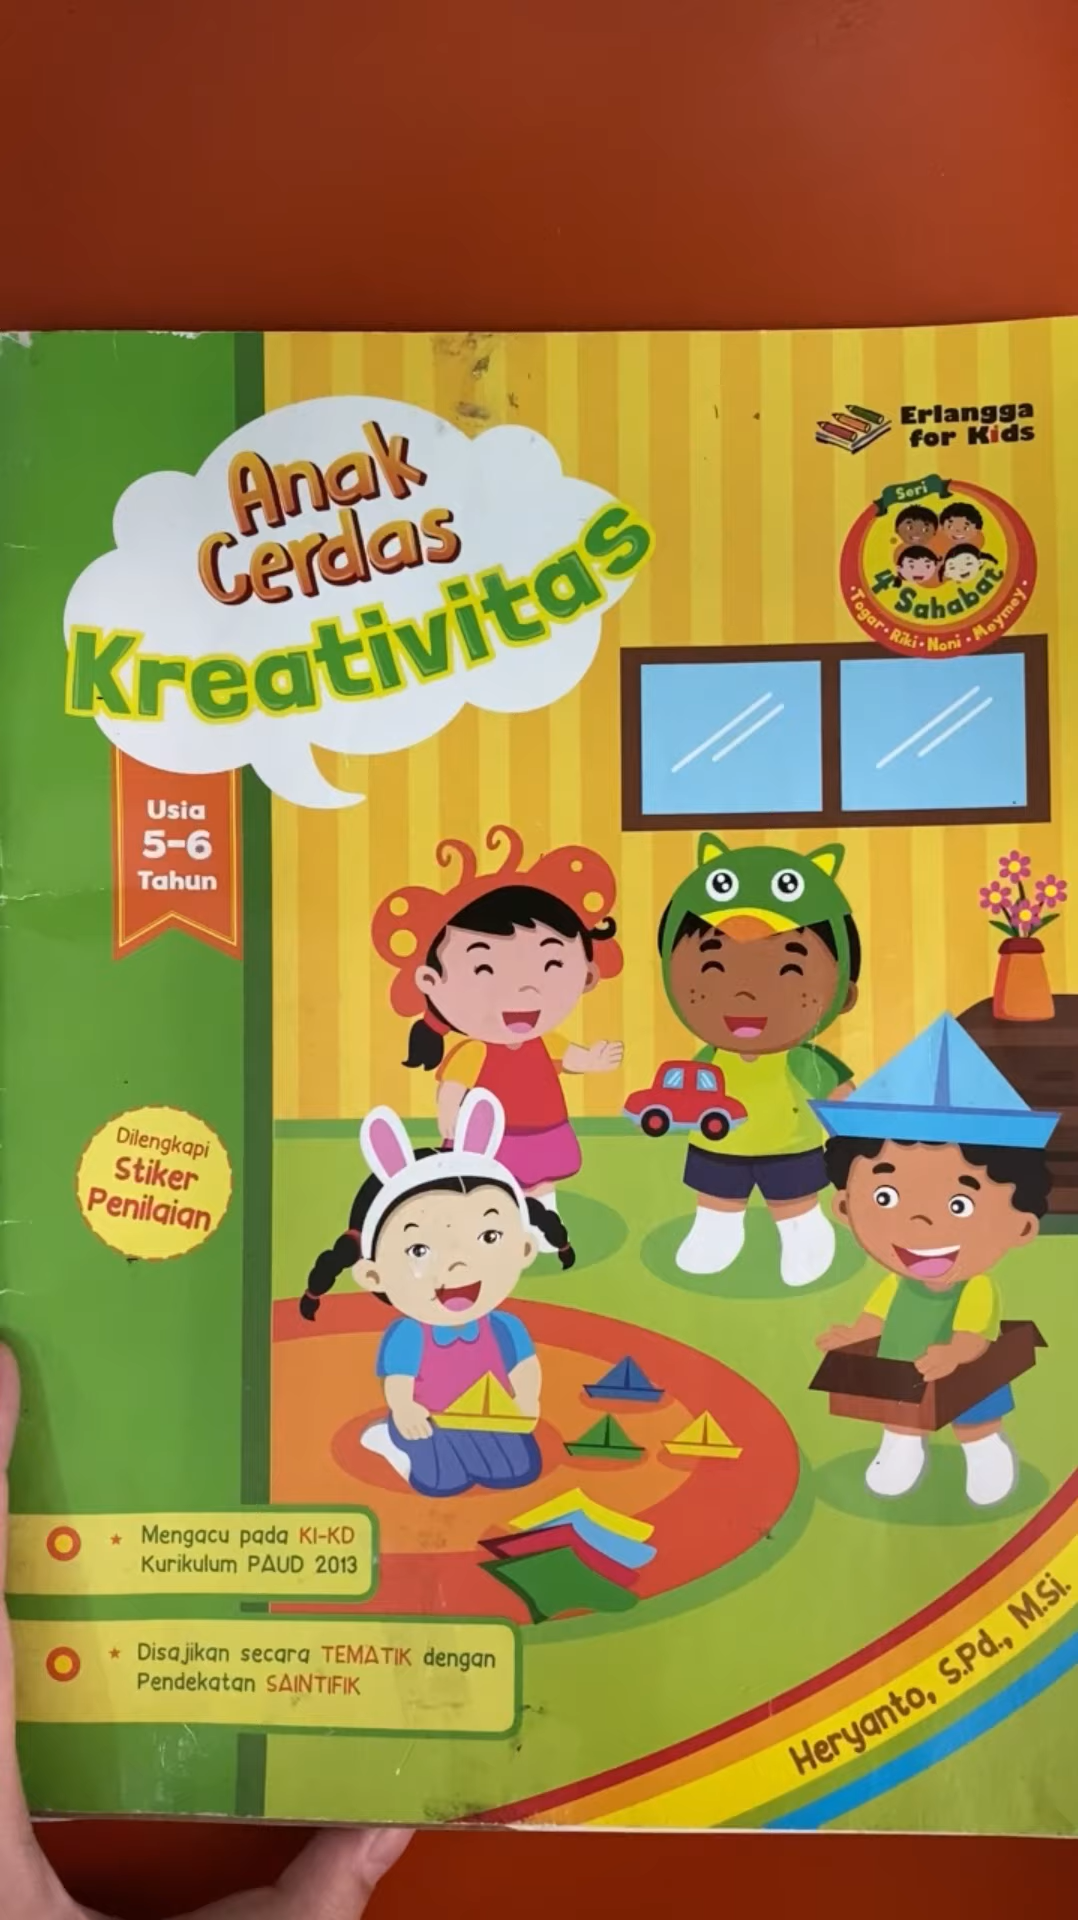 Erlangga
for Kids
Seri
4 Sahabat
Togar • Riki • Noni • Meymey
Anak
Cerdas
Kreativitas
Usia
5-6
Tahun
Dilengkapi
Stiker
Penilaian
Mengacu pada KI-KD
Kurikulum PAUD 2013
Disajikan secara TEMATIK dengan
Pendekatan SAINTIFIK
Heryanto, S.Pd., M.Si.